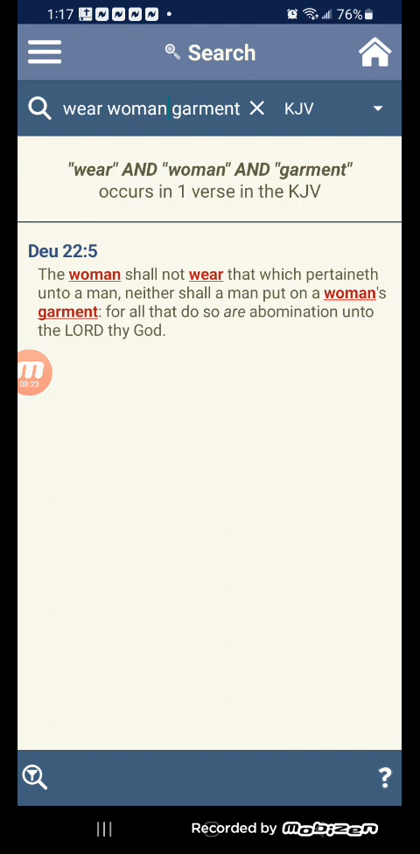 1:17 76%
Search
wear woman garment KJV
"wear" AND "woman" AND "garment"
occurs in 1 verse in the KJV
Deu 22:5
The woman shall not wear that which pertaineth
unto a man, neither shall a man put on a woman's
garment: for all that do so are abomination unto
the LORD thy God.
m
08:23
?
Recorded by mobizen